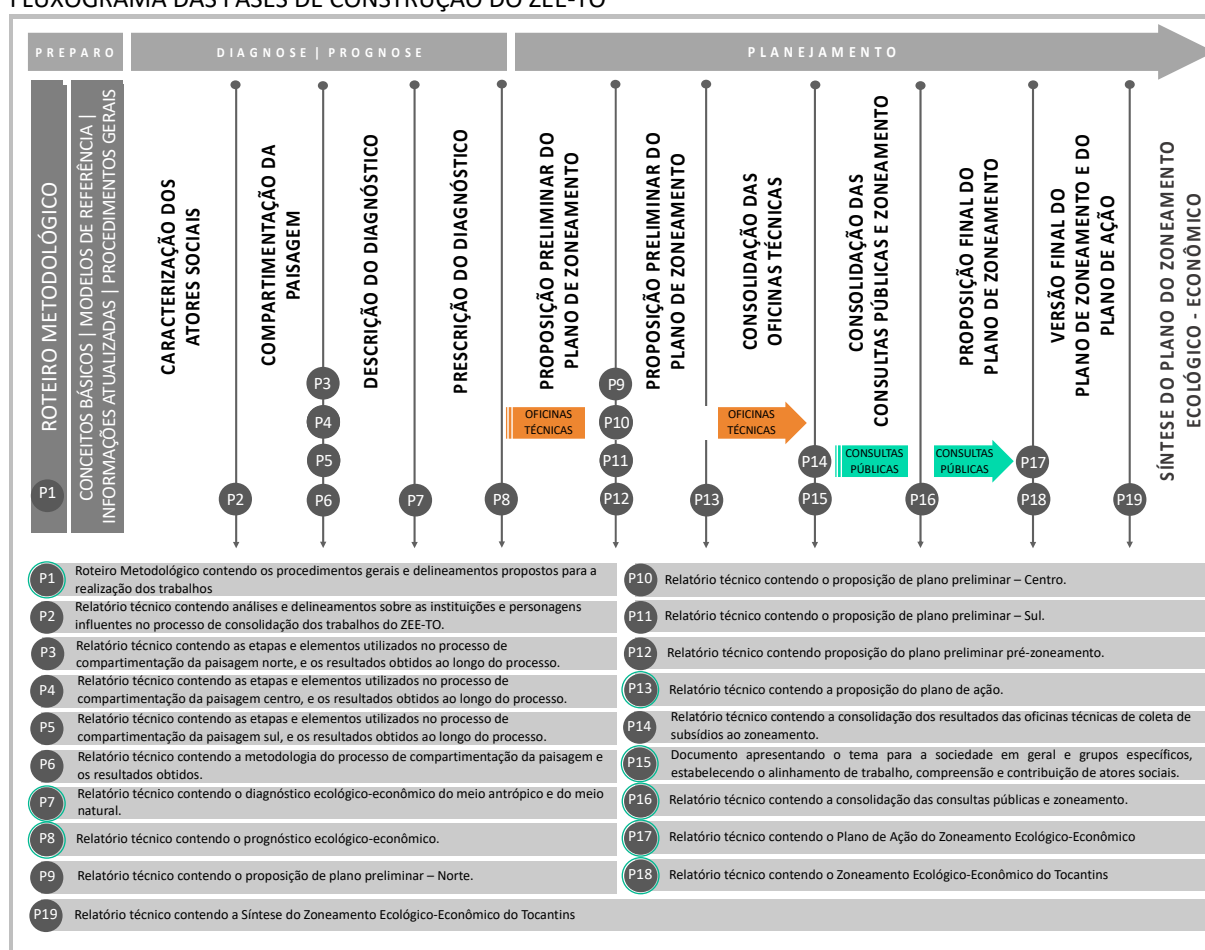 FLUXOGRAMA DAS FASES DE CONSTRUÇÃO DO ZEE-TO
PREPARO
DIAGNOSE | PROGNOSE
PLANEJAMENTO
ROTEIRO METODOLÓGICO
CONCEITOS BÁSICOS | MODELOS DE REFERÊNCIA |
INFORMAÇÕES ATUALIZADAS | PROCEDIMENTOS GERAIS
CARACTERIZAÇÃO DOS
ATORES SOCIAIS
COMPARTIMENTAÇÃO DA
PAISAGEM
DESCRIÇÃO DO DIAGNÓSTICO
PRESCRIÇÃO DO DIAGNÓSTICO
PROPOSIÇÃO PRELIMINAR DO
PLANO DE ZONEAMENTO
PROPOSIÇÃO PRELIMINAR DO
PLANO DE ZONEAMENTO
CONSOLIDAÇÃO DAS
OFICINAS TÉCNICAS
CONSOLIDAÇÃO DAS
CONSULTAS PÚBLICAS E ZONEAMENTO
PROPOSIÇÃO FINAL DO
PLANO DE ZONEAMENTO
VERSÃO FINAL DO
PLANO DE ZONEAMENTO E DO
PLANO DE AÇÃO
SÍNTESE DO PLANO DO ZONEAMENTO
ECOLÓGICO - ECONÔMICO
P3
P9
P4
OFICINAS
TÉCNICAS
P10
OFICINAS
TÉCNICAS
P5
P11
P14
CONSULTAS
PÚBLICAS
CONSULTAS
PÚBLICAS
P17
P1
P2
P6
P7
P8
P12
P13
P15
P16
P18
P19
P1
Roteiro Metodológico contendo os procedimentos gerais e delineamentos propostos para a
realização dos trabalhos
P2
Relatório técnico contendo análises e delineamentos sobre as instituições e personagens
influentes no processo de consolidação dos trabalhos do ZEE-TO.
P3
Relatório técnico contendo as etapas e elementos utilizados no processo de
compartimentação da paisagem norte, e os resultados obtidos ao longo do processo.
P4
Relatório técnico contendo as etapas e elementos utilizados no processo de
compartimentação da paisagem centro, e os resultados obtidos ao longo do processo.
P5
Relatório técnico contendo as etapas e elementos utilizados no processo de
compartimentação da paisagem sul, e os resultados obtidos ao longo do processo.
P6
Relatório técnico contendo a metodologia do processo de compartimentação da paisagem e
os resultados obtidos.
P7
Relatório técnico contendo o diagnóstico ecológico-econômico do meio antrópico e do meio
natural.
P8
Relatório técnico contendo o prognóstico ecológico-econômico.
P9
Relatório técnico contendo o proposição de plano preliminar – Norte.
P10
Relatório técnico contendo o proposição de plano preliminar – Centro.
P11
Relatório técnico contendo o proposição de plano preliminar – Sul.
P12
Relatório técnico contendo proposição do plano preliminar pré-zoneamento.
P13
Relatório técnico contendo a proposição do plano de ação.
P14
Relatório técnico contendo a consolidação dos resultados das oficinas técnicas de coleta de
subsídios ao zoneamento.
P15
Documento apresentando o tema para a sociedade em geral e grupos específicos,
estabelecendo o alinhamento de trabalho, compreensão e contribuição de atores sociais.
P16
Relatório técnico contendo a consolidação das consultas públicas e zoneamento.
P17
Relatório técnico contendo o Plano de Ação do Zoneamento Ecológico-Econômico
P18
Relatório técnico contendo o Zoneamento Ecológico-Econômico do Tocantins
P19
Relatório técnico contendo a Síntese do Zoneamento Ecológico-Econômico do Tocantins